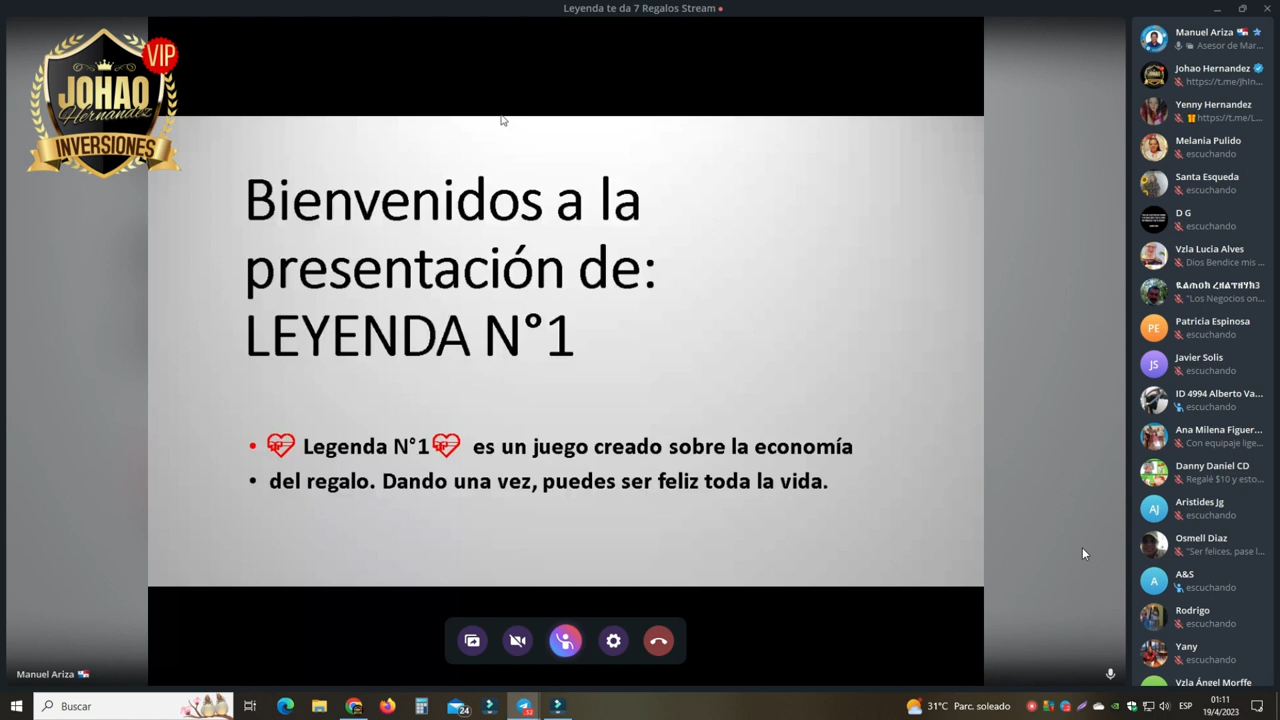 Leyenda te da 7 Regalos Stream
VIP
JOHAO
Hernandez
INVERSIONES
Bienvenidos a la
presentación de:
LEYENDA N°1
• Legenda N°1 es un juego creado sobre la economía
• del regalo. Dando una vez, puedes ser feliz toda la vida.
Manuel Ariza
Manuel Ariza
Asesor de Mar...
Johao Hernandez
https://t.me/JhIn...
Yenny Hernandez
https://t.me/L...
Melania Pulido
escuchando
Santa Esqueda
escuchando
D G
escuchando
Vzla Lucia Alves
Dios Bendice mis ...
"Los Negocios on...
PE
Patricia Espinosa
escuchando
JS
Javier Solis
escuchando
ID 4994 Alberto Va...
escuchando
Ana Milena Figuer...
Con equipaje lige...
Danny Daniel CD
Regalé $10 y esto...
AJ
Aristides Jg
escuchando
Osmell Diaz
"Ser felices, pase l...
A
A&S
escuchando
Rodrigo
escuchando
Yany
escuchando
Vzla Ángel Morffe
Buscar
24
31°C Parc. soleado
ESP
01:11
19/4/2023